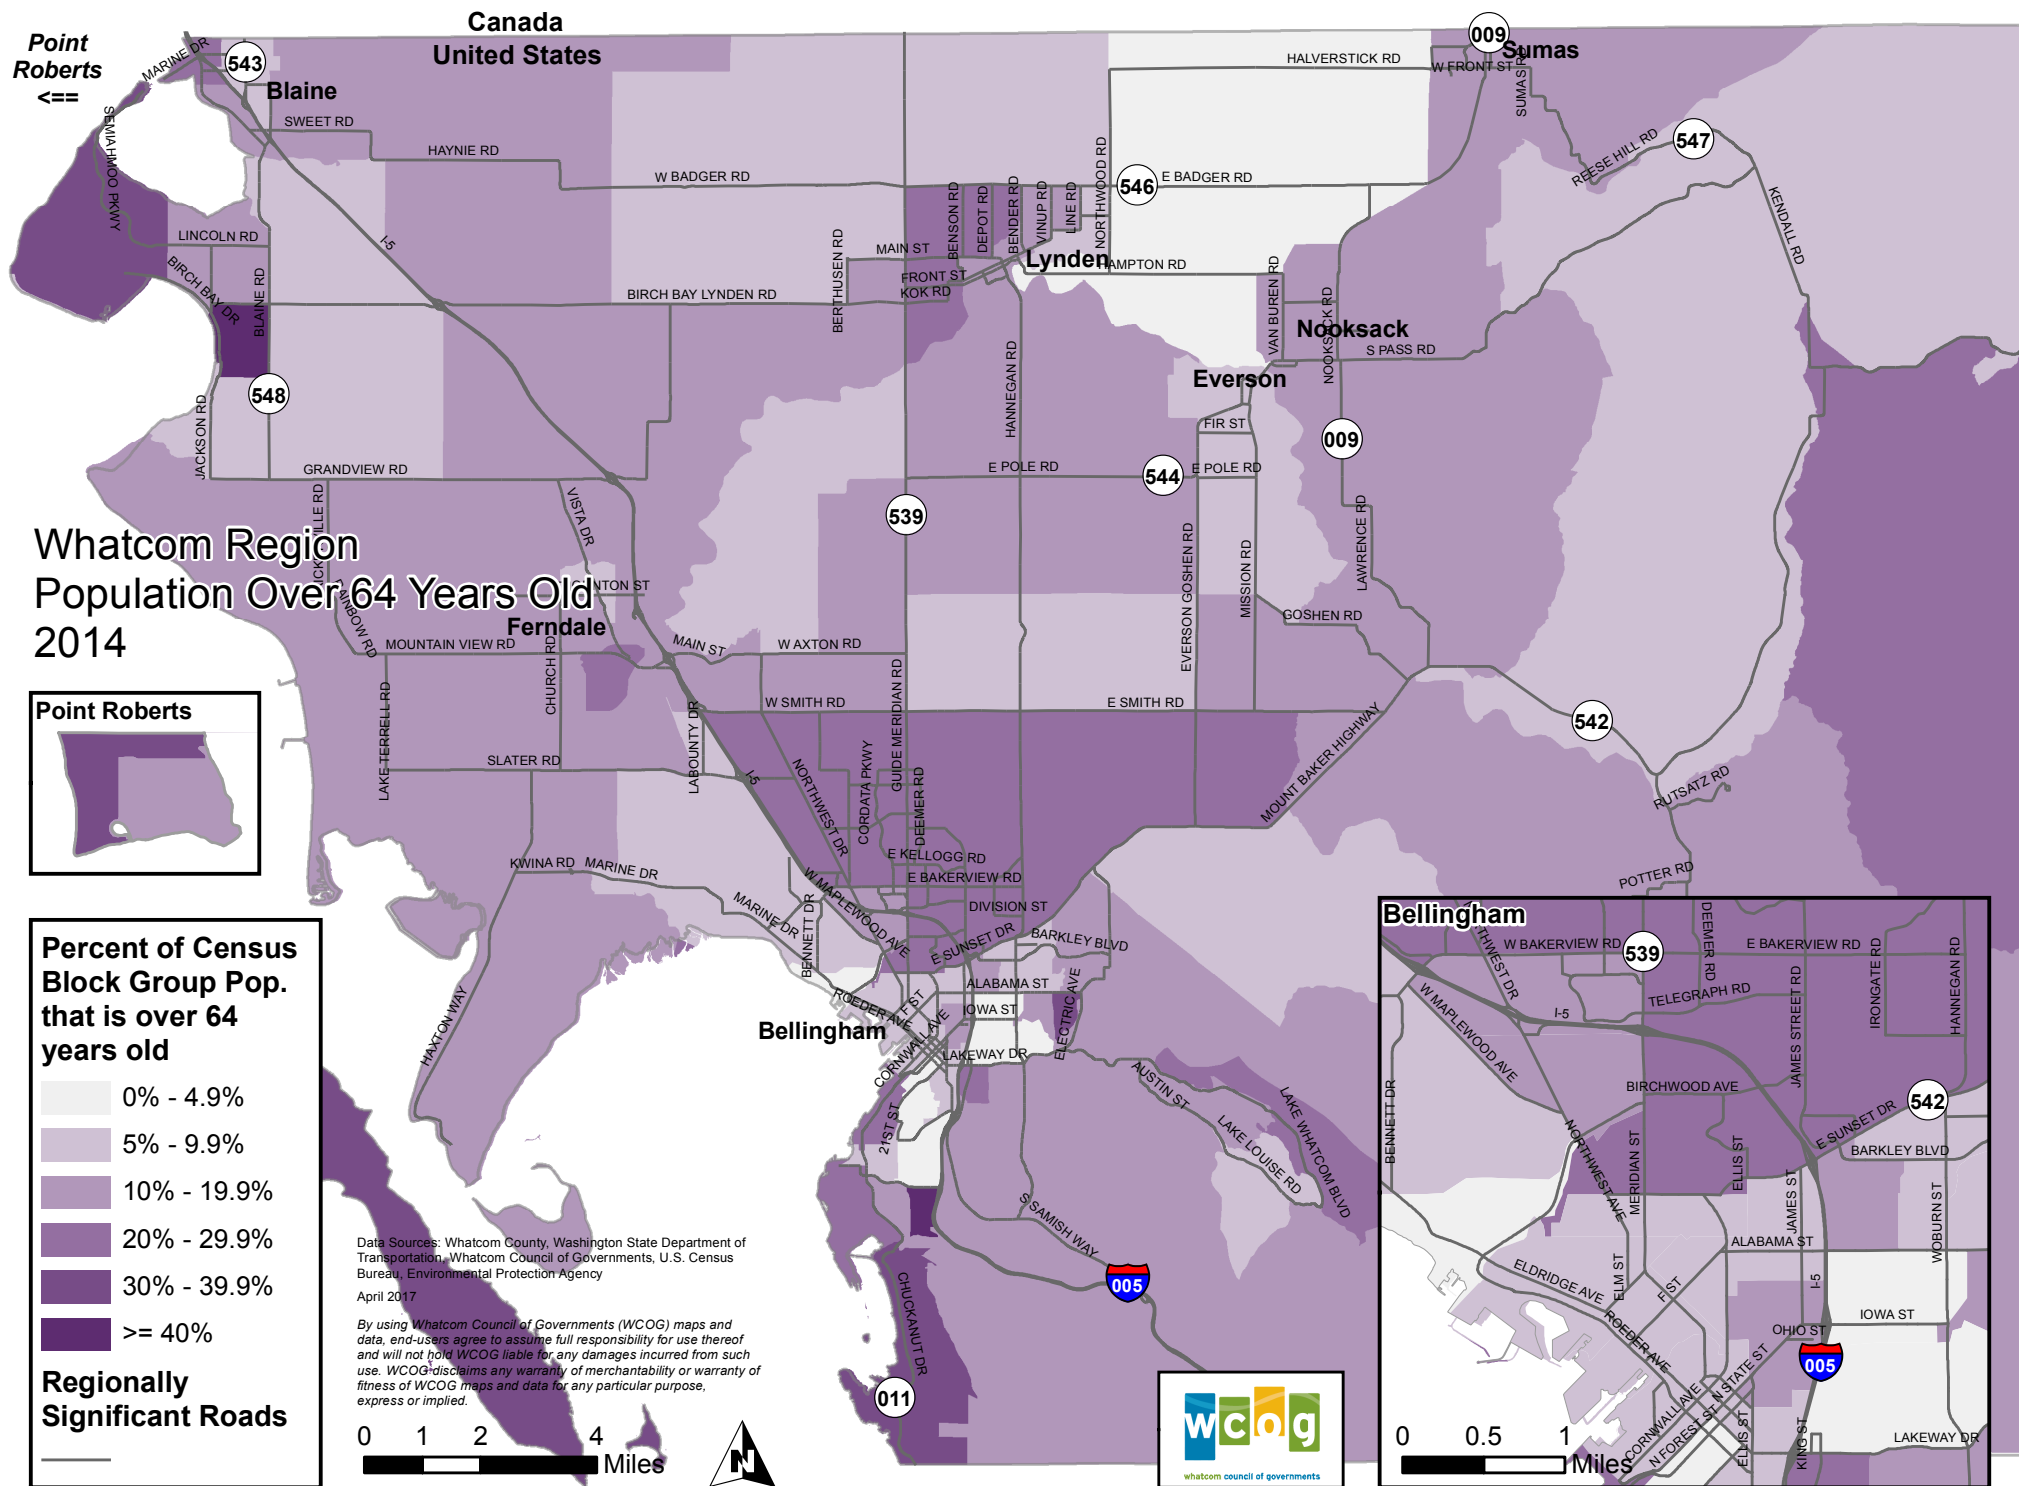 Canada
United States
Point
Roberts
<==
MARINE DR
543
Blaine
SWEET RD
SEMIAHMOO PKWY
HAYNIE RD
W BADGER RD
LINCOLN RD
BIRCH BAY DR
BLAINE RD
I-5
BIRCH BAY LYNDEN RD
BERTHUSEN RD
MAIN ST
FRONT ST
KOK RD
BENSON RD
DEPOT RD
BENDER RD
VINUP RD
LINE RD
NORTHWOOD RD
Lynden
HAMPTON RD
546
E BADGER RD
HALVERSTICK RD
009
Sumas
W FRONT ST
SUMAS RD
REESE HILL RD
547
KENDALL RD
VAN BUREN RD
NOOKSACK RD
Nooksack
S PASS RD
Everson
548
JACKSON RD
GRANDVIEW RD
HANNEGAN RD
FIR ST
009
E POLE RD
544
E POLE RD
539
VISTA DR
LAWRENCE RD
EVERSON GOSHEN RD
MISSION RD
GOSHEN RD
Whatcom Region
Population Over 64 Years Old
2014
RAINBOW RD
Ferndale
MOUNTAIN VIEW RD
CHURCH RD
MAIN ST
W AXTON RD
LAKE TERRELL RD
LABOUNTY DR
W SMITH RD
GUIDE MERIDIAN RD
E SMITH RD
MOUNT BAKER HIGHWAY
542
Point Roberts
SLATER RD
I-5
NORTHWEST DR
CORDATA PKWY
DEEMER RD
RUTSATZ RD
E KELLOGG RD
E BAKERVIEW RD
KWINA RD
MARINE DR
MARINE DR
BENNETT DR
W MAPLEWOOD AVE
DIVISION ST
E SUNSET DR
BARKLEY BLVD
POTTER RD
HAXTON WAY
ROEDER AVE
F ST
ALABAMA ST
IOWA ST
ELECTRIC AVE
Bellingham
CORNWALL AVE
LAKEWAY DR
21ST ST
AUSTIN ST
LAKE LOUISE RD
LAKE WHATCOM BLVD
S SAMISH WAY
005
CHUCKANUT DR
011
Percent of Census
Block Group Pop.
that is over 64
years old
0% - 4.9%
5% - 9.9%
10% - 19.9%
20% - 29.9%
30% - 39.9%
>= 40%
Regionally
Significant Roads
Data Sources: Whatcom County, Washington State Department of
Transportation, Whatcom Council of Governments, U.S. Census
Bureau, Environmental Protection Agency
April 2017
By using Whatcom Council of Governments (WCOG) maps and
data, end-users agree to assume full responsibility for use thereof
and will not hold WCOG liable for any damages incurred from such
use. WCOG disclaims any warranty of merchantability or warranty of
fitness of WCOG maps and data for any particular purpose,
express or implied.
0 1 2 4
Miles
N
wcog
whatcom council of governments
Bellingham
W BAKERVIEW RD
539
DEEMER RD
E BAKERVIEW RD
IRONGATE RD
HANNEGAN RD
W MAPLEWOOD AVE
I-5
TELEGRAPH RD
JAMES STREET RD
BENNETT DR
BIRCHWOOD AVE
542
NORTHWEST AVE
MERIDIAN ST
ELLIS ST
E SUNSET DR
BARKLEY BLVD
JAMES ST
WOBURN ST
ALABAMA ST
ELDRIDGE AVE
ELM ST
F ST
I-5
ROEDER AVE
IOWA ST
OHIO ST
005
N STATE ST
CORNWALL AVE
N FOREST ST
ELLIS ST
KING ST
LAKEWAY DR
0 0.5 1
Miles